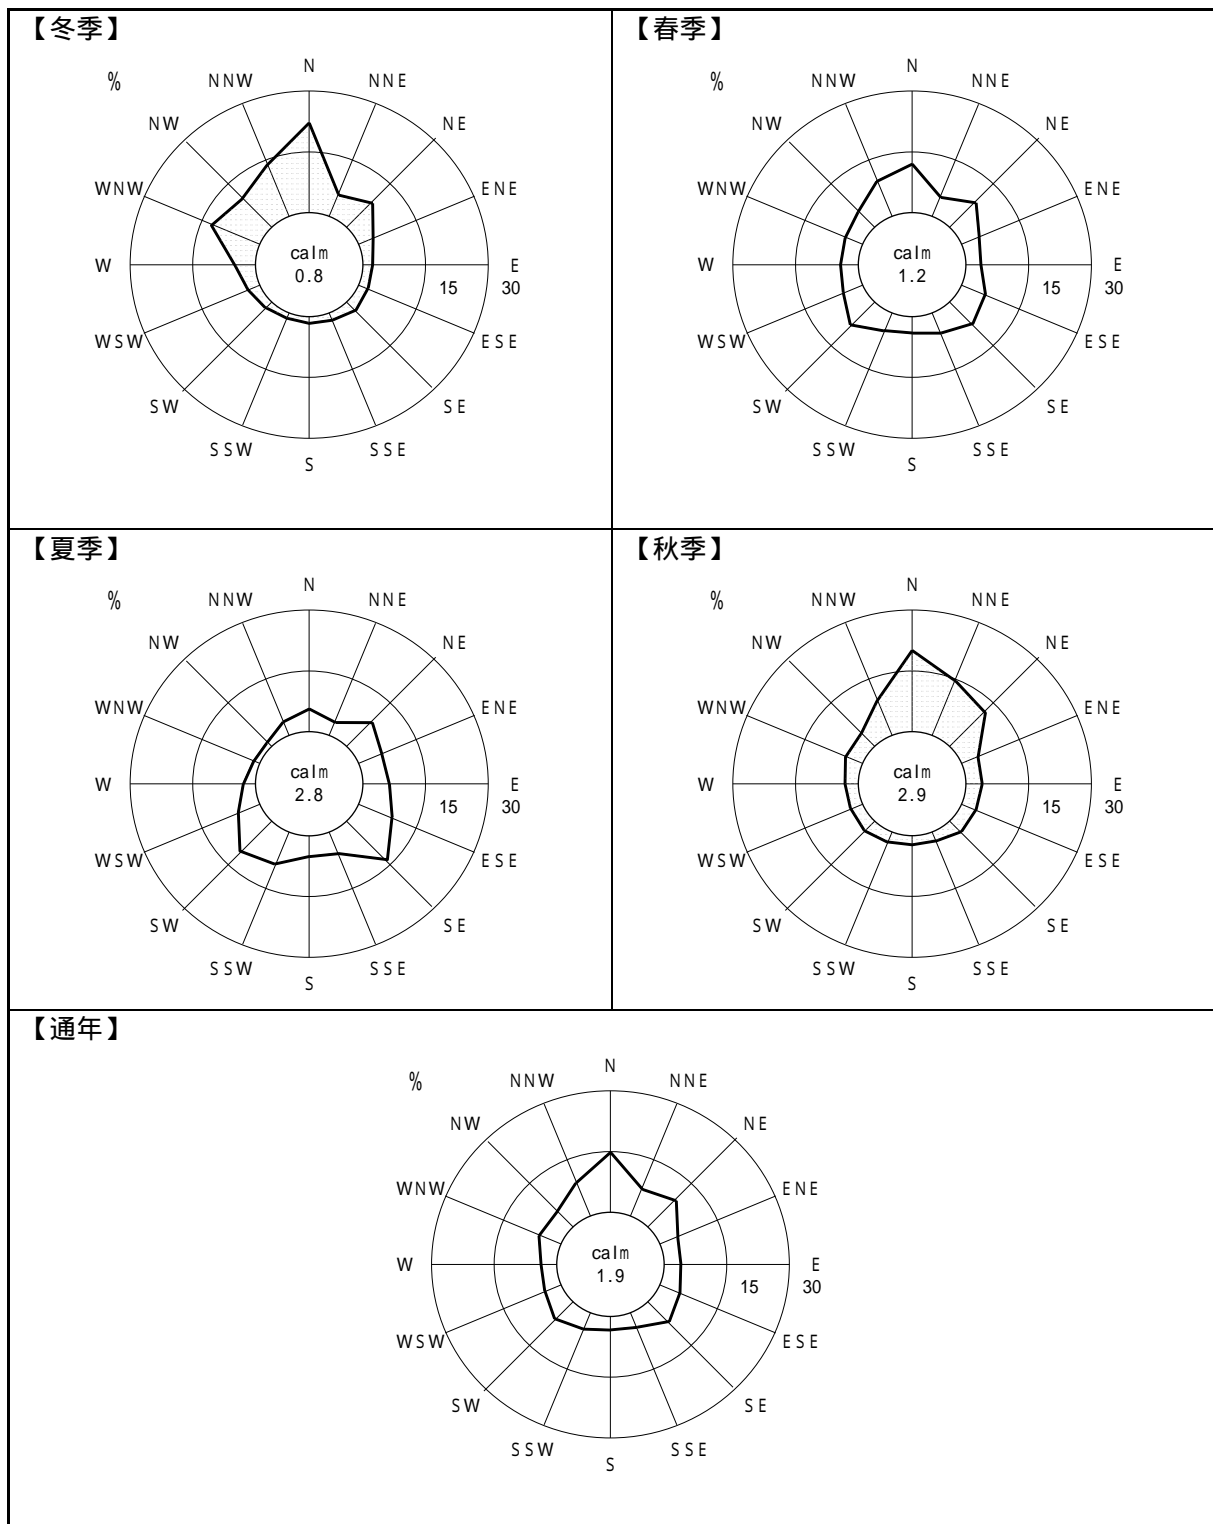 【冬季】
%
N
NNE
NE
ENE
E
ESE
SE
SSE
S
SSW
SW
WSW
W
WNW
NW
NNW
calm
0.8
15
30
【春季】
%
N
NNE
NE
ENE
E
ESE
SE
SSE
S
SSW
SW
WSW
W
WNW
NW
NNW
calm
1.2
15
30
【夏季】
%
N
NNE
NE
ENE
E
ESE
SE
SSE
S
SSW
SW
WSW
W
WNW
NW
NNW
calm
2.8
15
30
【秋季】
%
N
NNE
NE
ENE
E
ESE
SE
SSE
S
SSW
SW
WSW
W
WNW
NW
NNW
calm
2.9
15
30
【通年】
%
N
NNE
NE
ENE
E
ESE
SE
SSE
S
SSW
SW
WSW
W
WNW
NW
NNW
calm
1.9
15
30